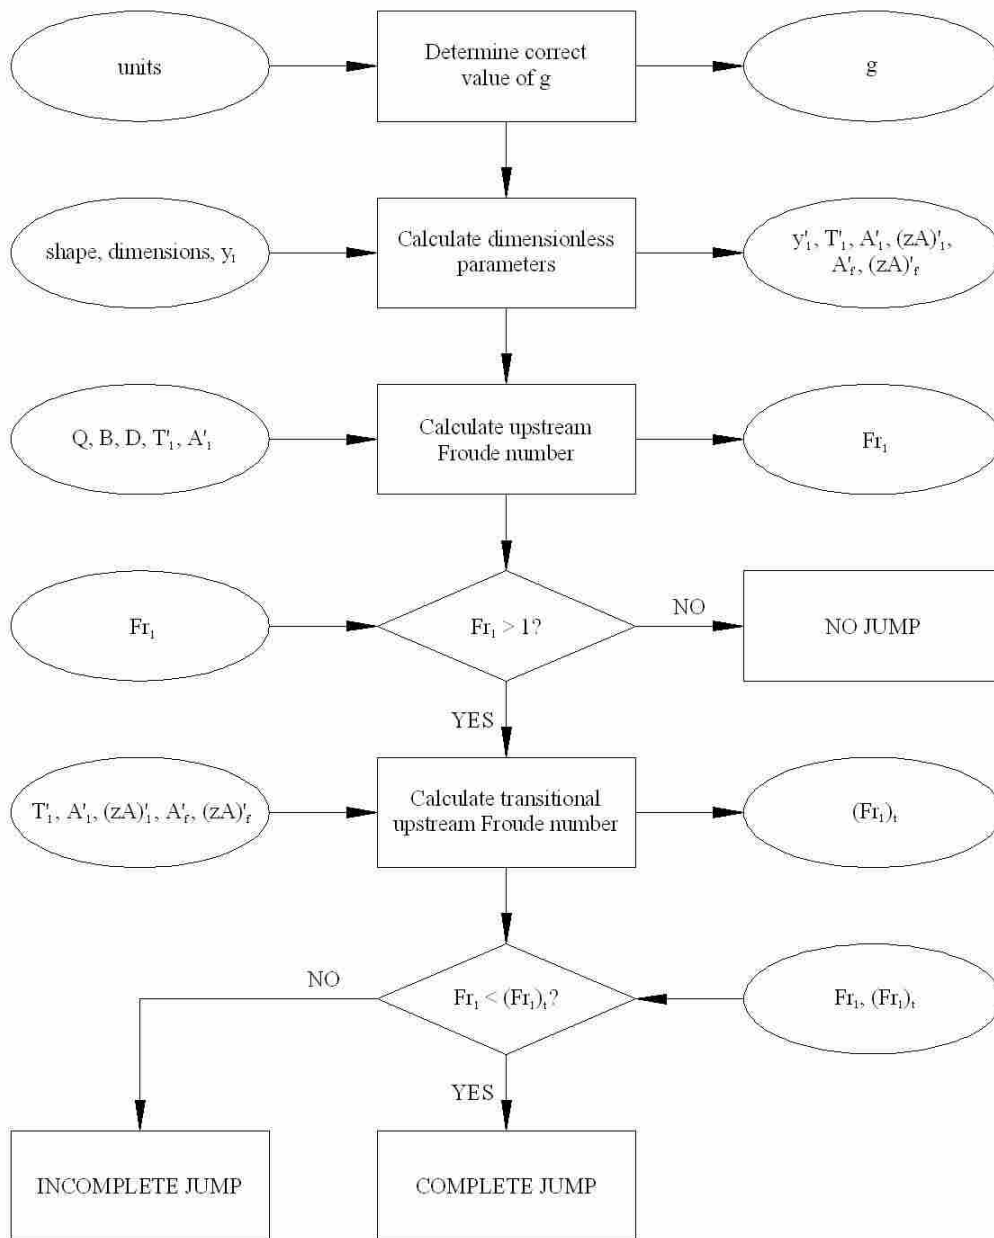 units
Determine correct
value of g
g
shape, dimensions, y₁
Calculate dimensionless
parameters
y'₁, T'₁, A'₁, (zA)'₁,
A'f, (zA)'f
Q, B, D, T'₁, A'₁
Calculate upstream
Froude number
Fr₁
Fr₁
Fr₁ > 1?
NO
NO JUMP
YES
T'₁, A'₁, (zA)'₁, A'f, (zA)'f
Calculate transitional
upstream Froude number
(Fr₁)ₜ
NO
Fr₁ < (Fr₁)ₜ?
Fr₁, (Fr₁)ₜ
YES
INCOMPLETE JUMP
COMPLETE JUMP